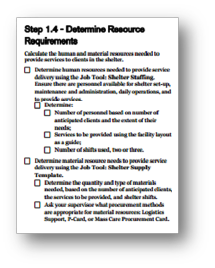 Step 1.4 - Determine Resource
Requirements
Calculate the human and material resources needed to
provide services to clients in the shelter.
Determine human resources needed to provide service
delivery using the Job Tool: Shelter Staffing.
Ensure there are personnel available for shelter set-up,
maintenance and administration, daily operations, and
to provide services.
Determine:
Number of personnel based on number of
anticipated clients and the extent of their
needs;
Services to be provided using the facility layout
as a guide;
Number of shifts used, two or three.
Determine material resource needs to provide service
delivery using the Job Tool: Shelter Supply
Template.
Determine the quantity and type of materials
needed, based on the number of anticipated clients,
the services to be provided, and shelter shifts.
Ask your supervisor what procurement methods
are appropriate for material resources: Logistics
Support, P-Card, or Mass Care Procurement Card.